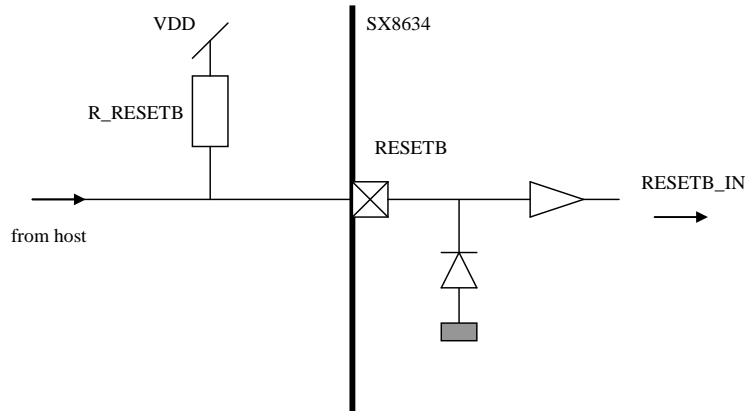 VDD
SX8634
R_RESETB
RESETB
RESETB_IN
from host